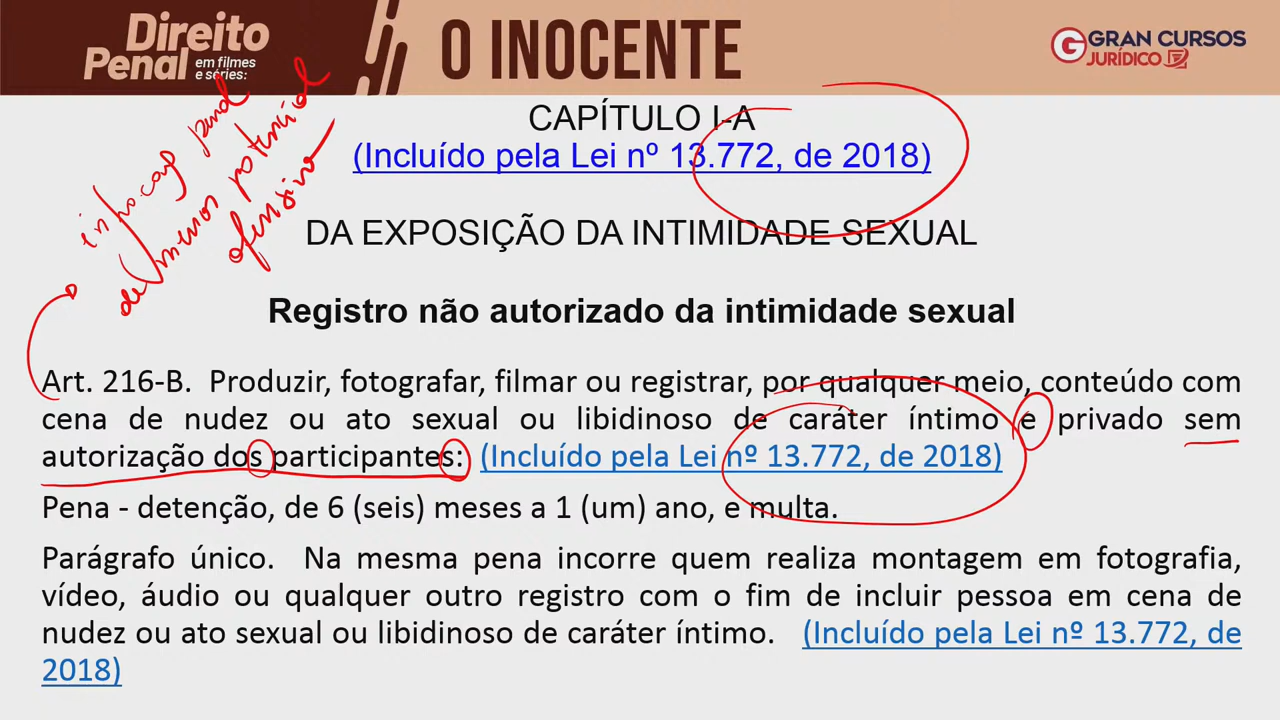 Direito
Penal em filmes
e séries:
O INOCENTE
GRAN CURSOS
JURÍDICO
CAPÍTULO I-A
(Incluído pela Lei nº 13.772, de 2018)
DA EXPOSIÇÃO DA INTIMIDADE SEXUAL
Registro não autorizado da intimidade sexual
Art. 216-B. Produzir, fotografar, filmar ou registrar, por qualquer meio, conteúdo com
cena de nudez ou ato sexual ou libidinoso de caráter íntimo e privado sem
autorização dos participantes: (Incluído pela Lei nº 13.772, de 2018)
Pena - detenção, de 6 (seis) meses a 1 (um) ano, e multa.
Parágrafo único. Na mesma pena incorre quem realiza montagem em fotografia,
vídeo, áudio ou qualquer outro registro com o fim de incluir pessoa em cena de
nudez ou ato sexual ou libidinoso de caráter íntimo. (Incluído pela Lei nº 13.772, de
2018)
penal
de menor potencial
ofensivo